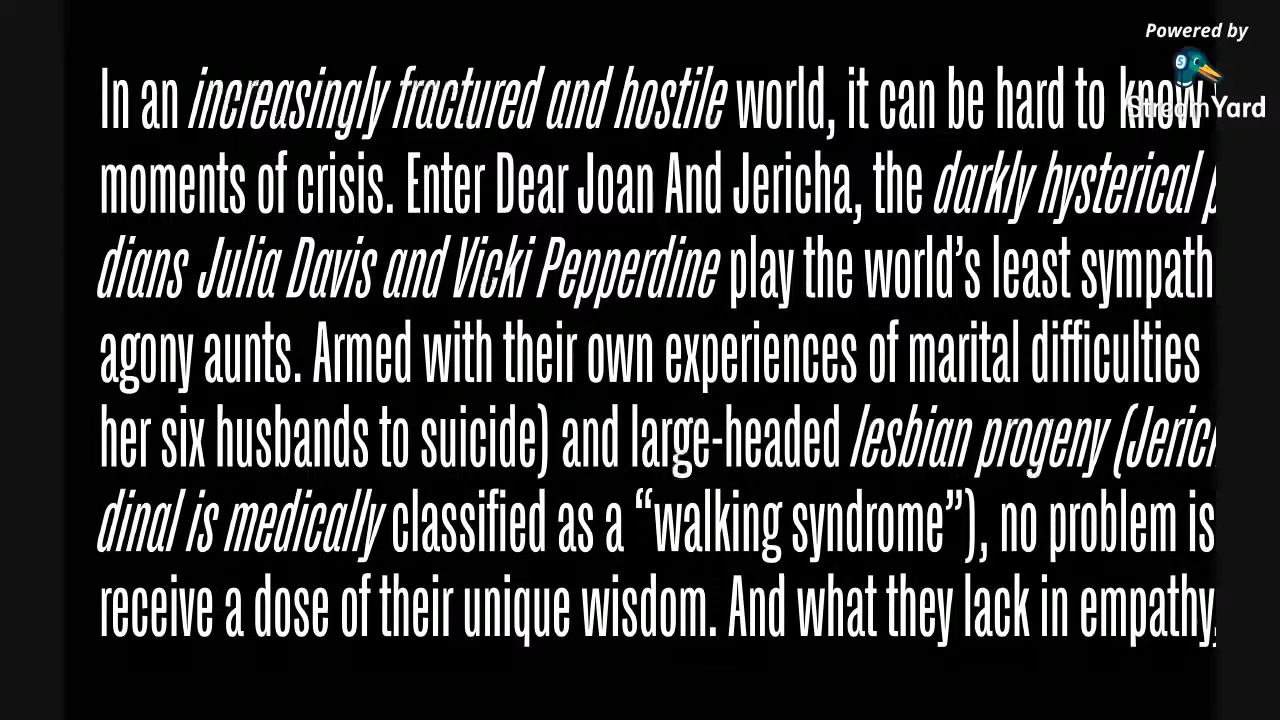 Powered by
StreamYard
In an increasingly fractured and hostile world, it can be hard to know
moments of crisis. Enter Dear Joan And Jericha, the darkly hysterical
dians Julia Davis and Vicki Pepperdine play the world’s least sympath
agony aunts. Armed with their own experiences of marital difficulties
her six husbands to suicide) and large-headed lesbian progeny (Jerich
dinal is medically classified as a “walking syndrome”), no problem is
receive a dose of their unique wisdom. And what they lack in empathy,